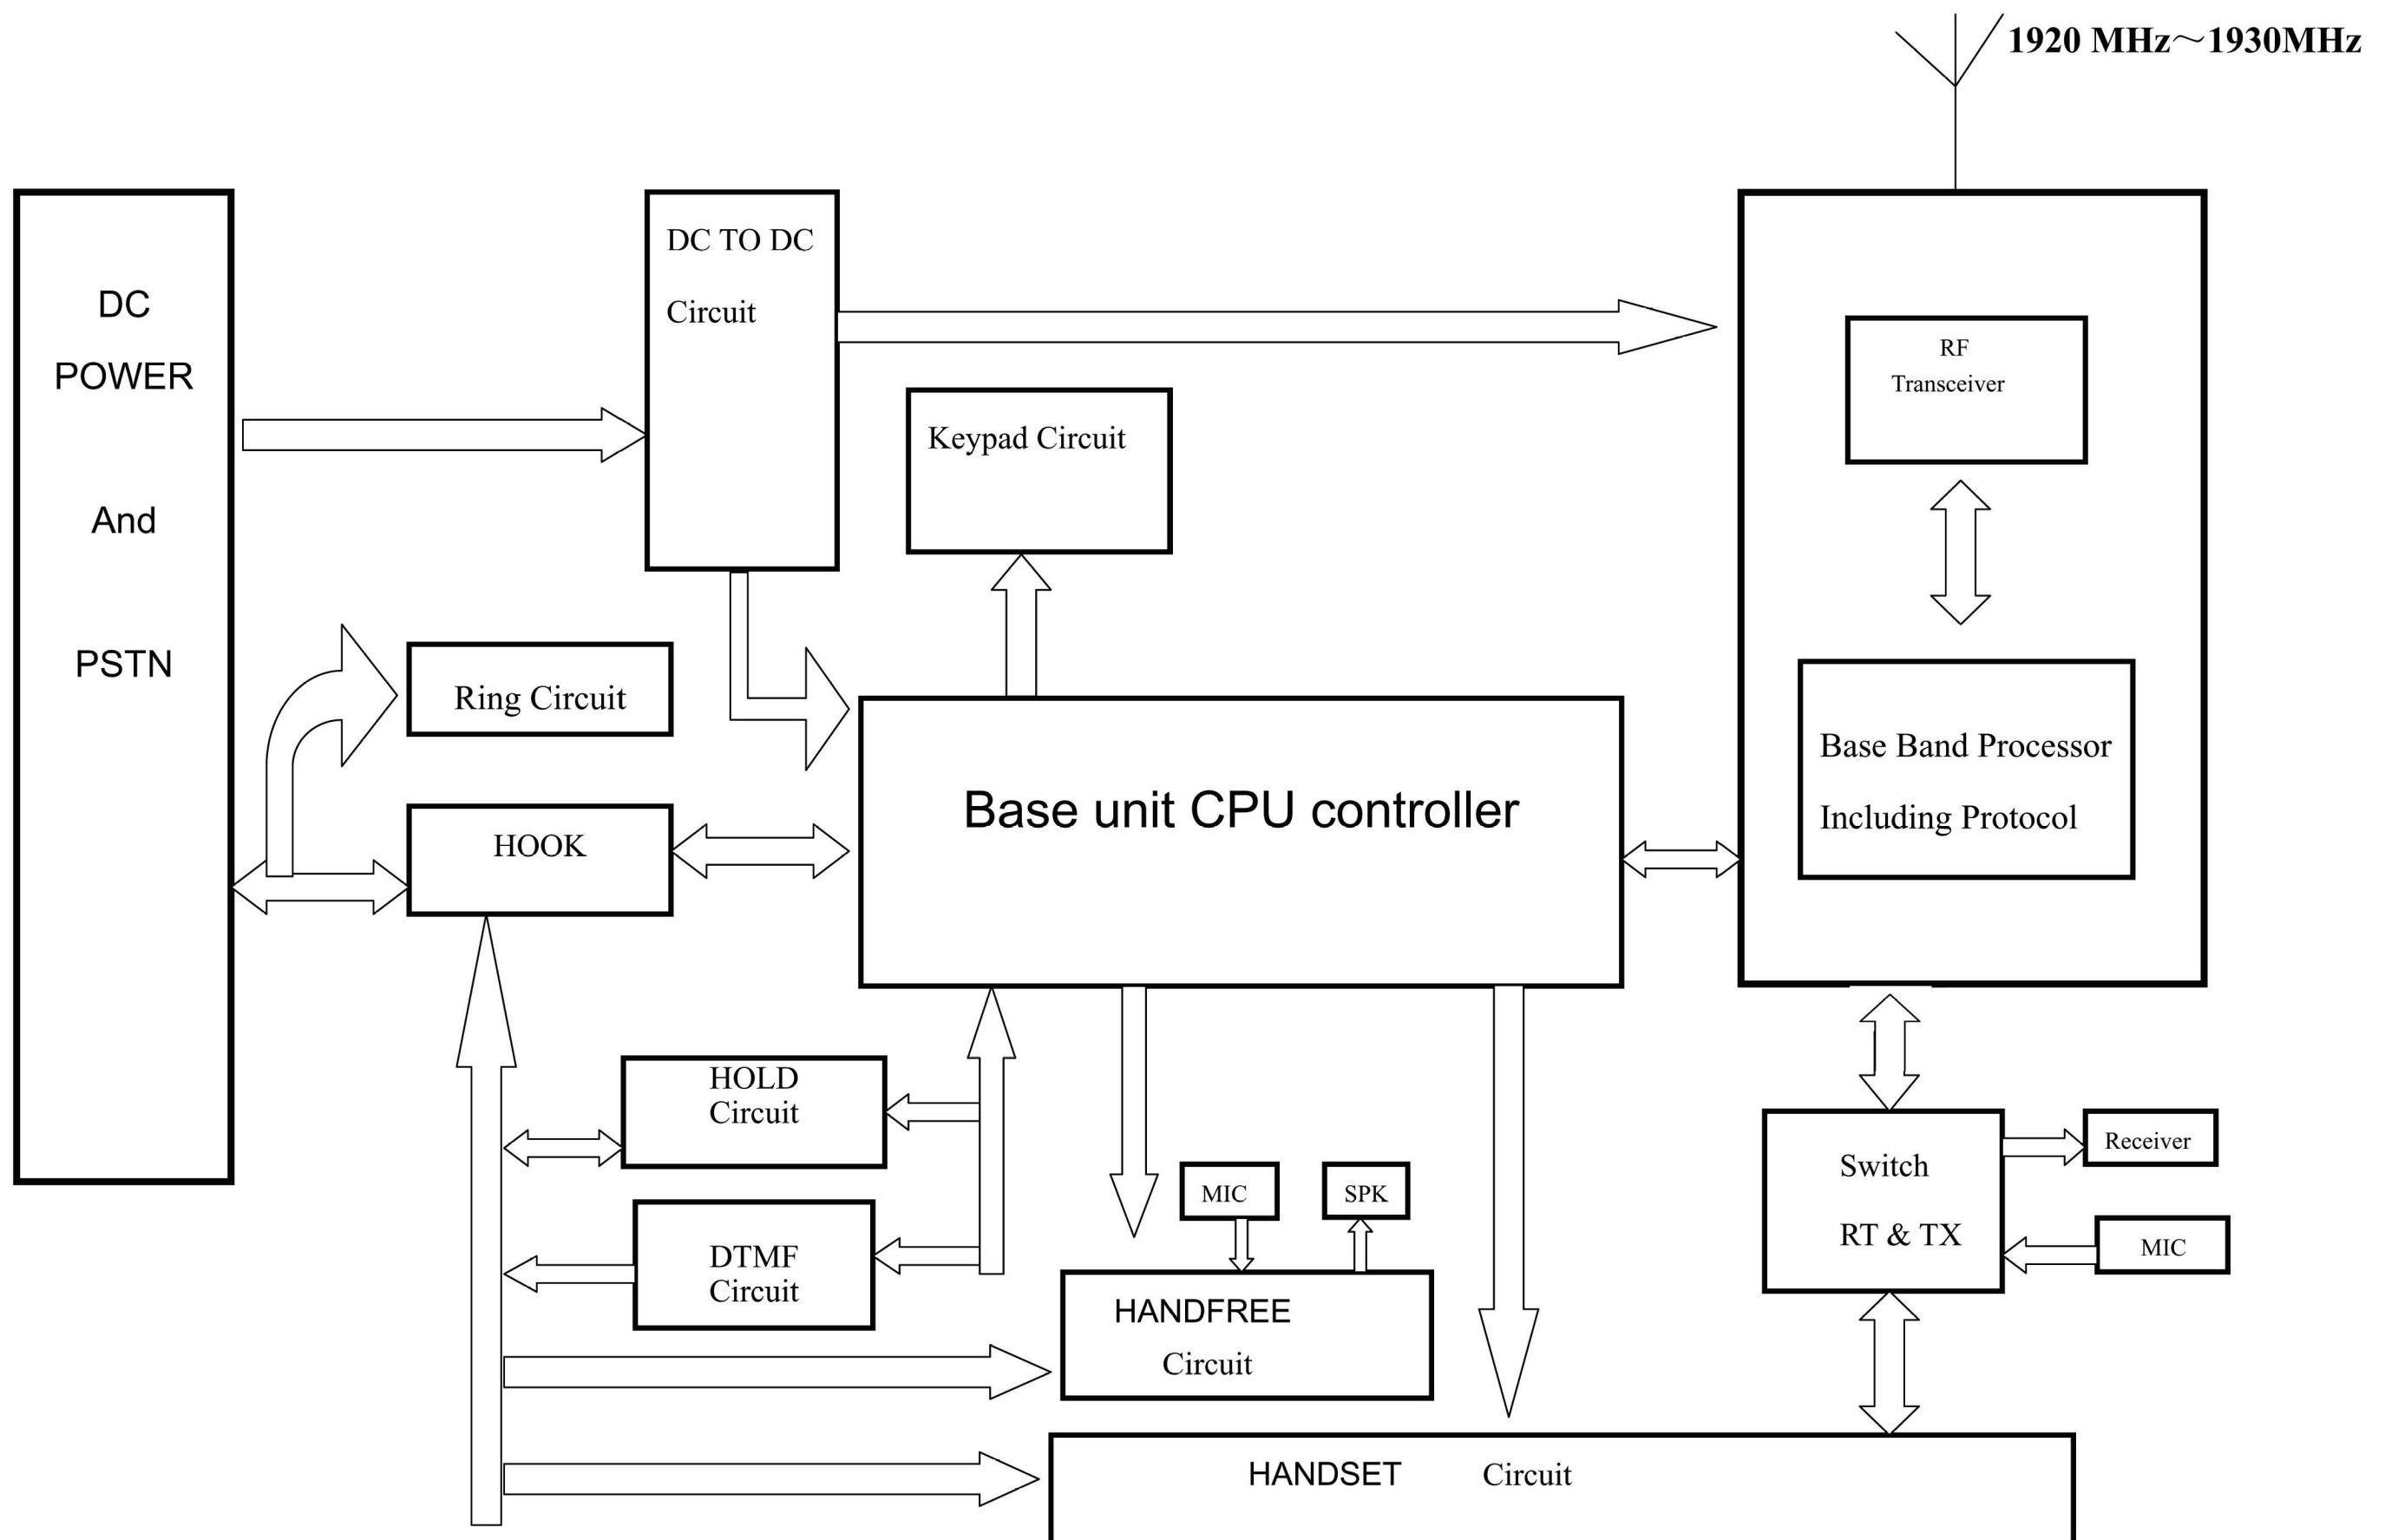 1920 MHz～1930MHz
DC
POWER
And
PSTN
DC TO DC
Circuit
RF
Transceiver
Keypad Circuit
Ring Circuit
Base Band Processor
Including Protocol
Base unit CPU controller
HOOK
HOLD
Circuit
DTMF
Circuit
MIC
SPK
HANDFREE
Circuit
Switch
RT & TX
Receiver
MIC
HANDSET Circuit